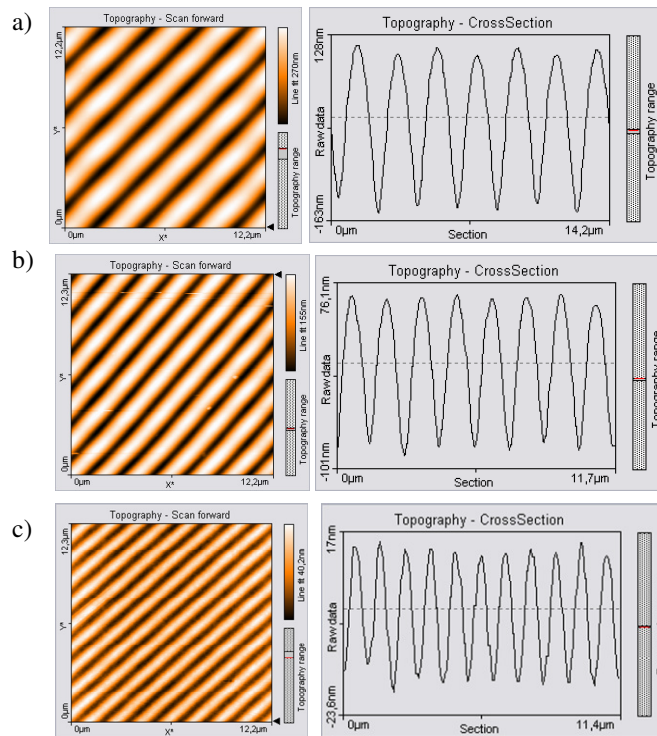 a)
Topography - Scan forward
12,2µm
Y*
0µm
0µm
X*
12,2µm
Line fit 270nm
Topography range
Topography - CrossSection
128nm
Raw data
-163nm
0µm
Section
14,2µm
Topography range
b)
Topography - Scan forward
12,3µm
Y*
0µm
0µm
X*
12,2µm
Line fit 155nm
Topography range
Topography - CrossSection
76,1nm
Raw data
-101nm
0µm
Section
11,7µm
Topography range
c)
Topography - Scan forward
12,3µm
Y*
0µm
0µm
X*
12,2µm
Line fit 40,2nm
Topography range
Topography - CrossSection
17nm
Raw data
-23,6nm
0µm
Section
11,4µm